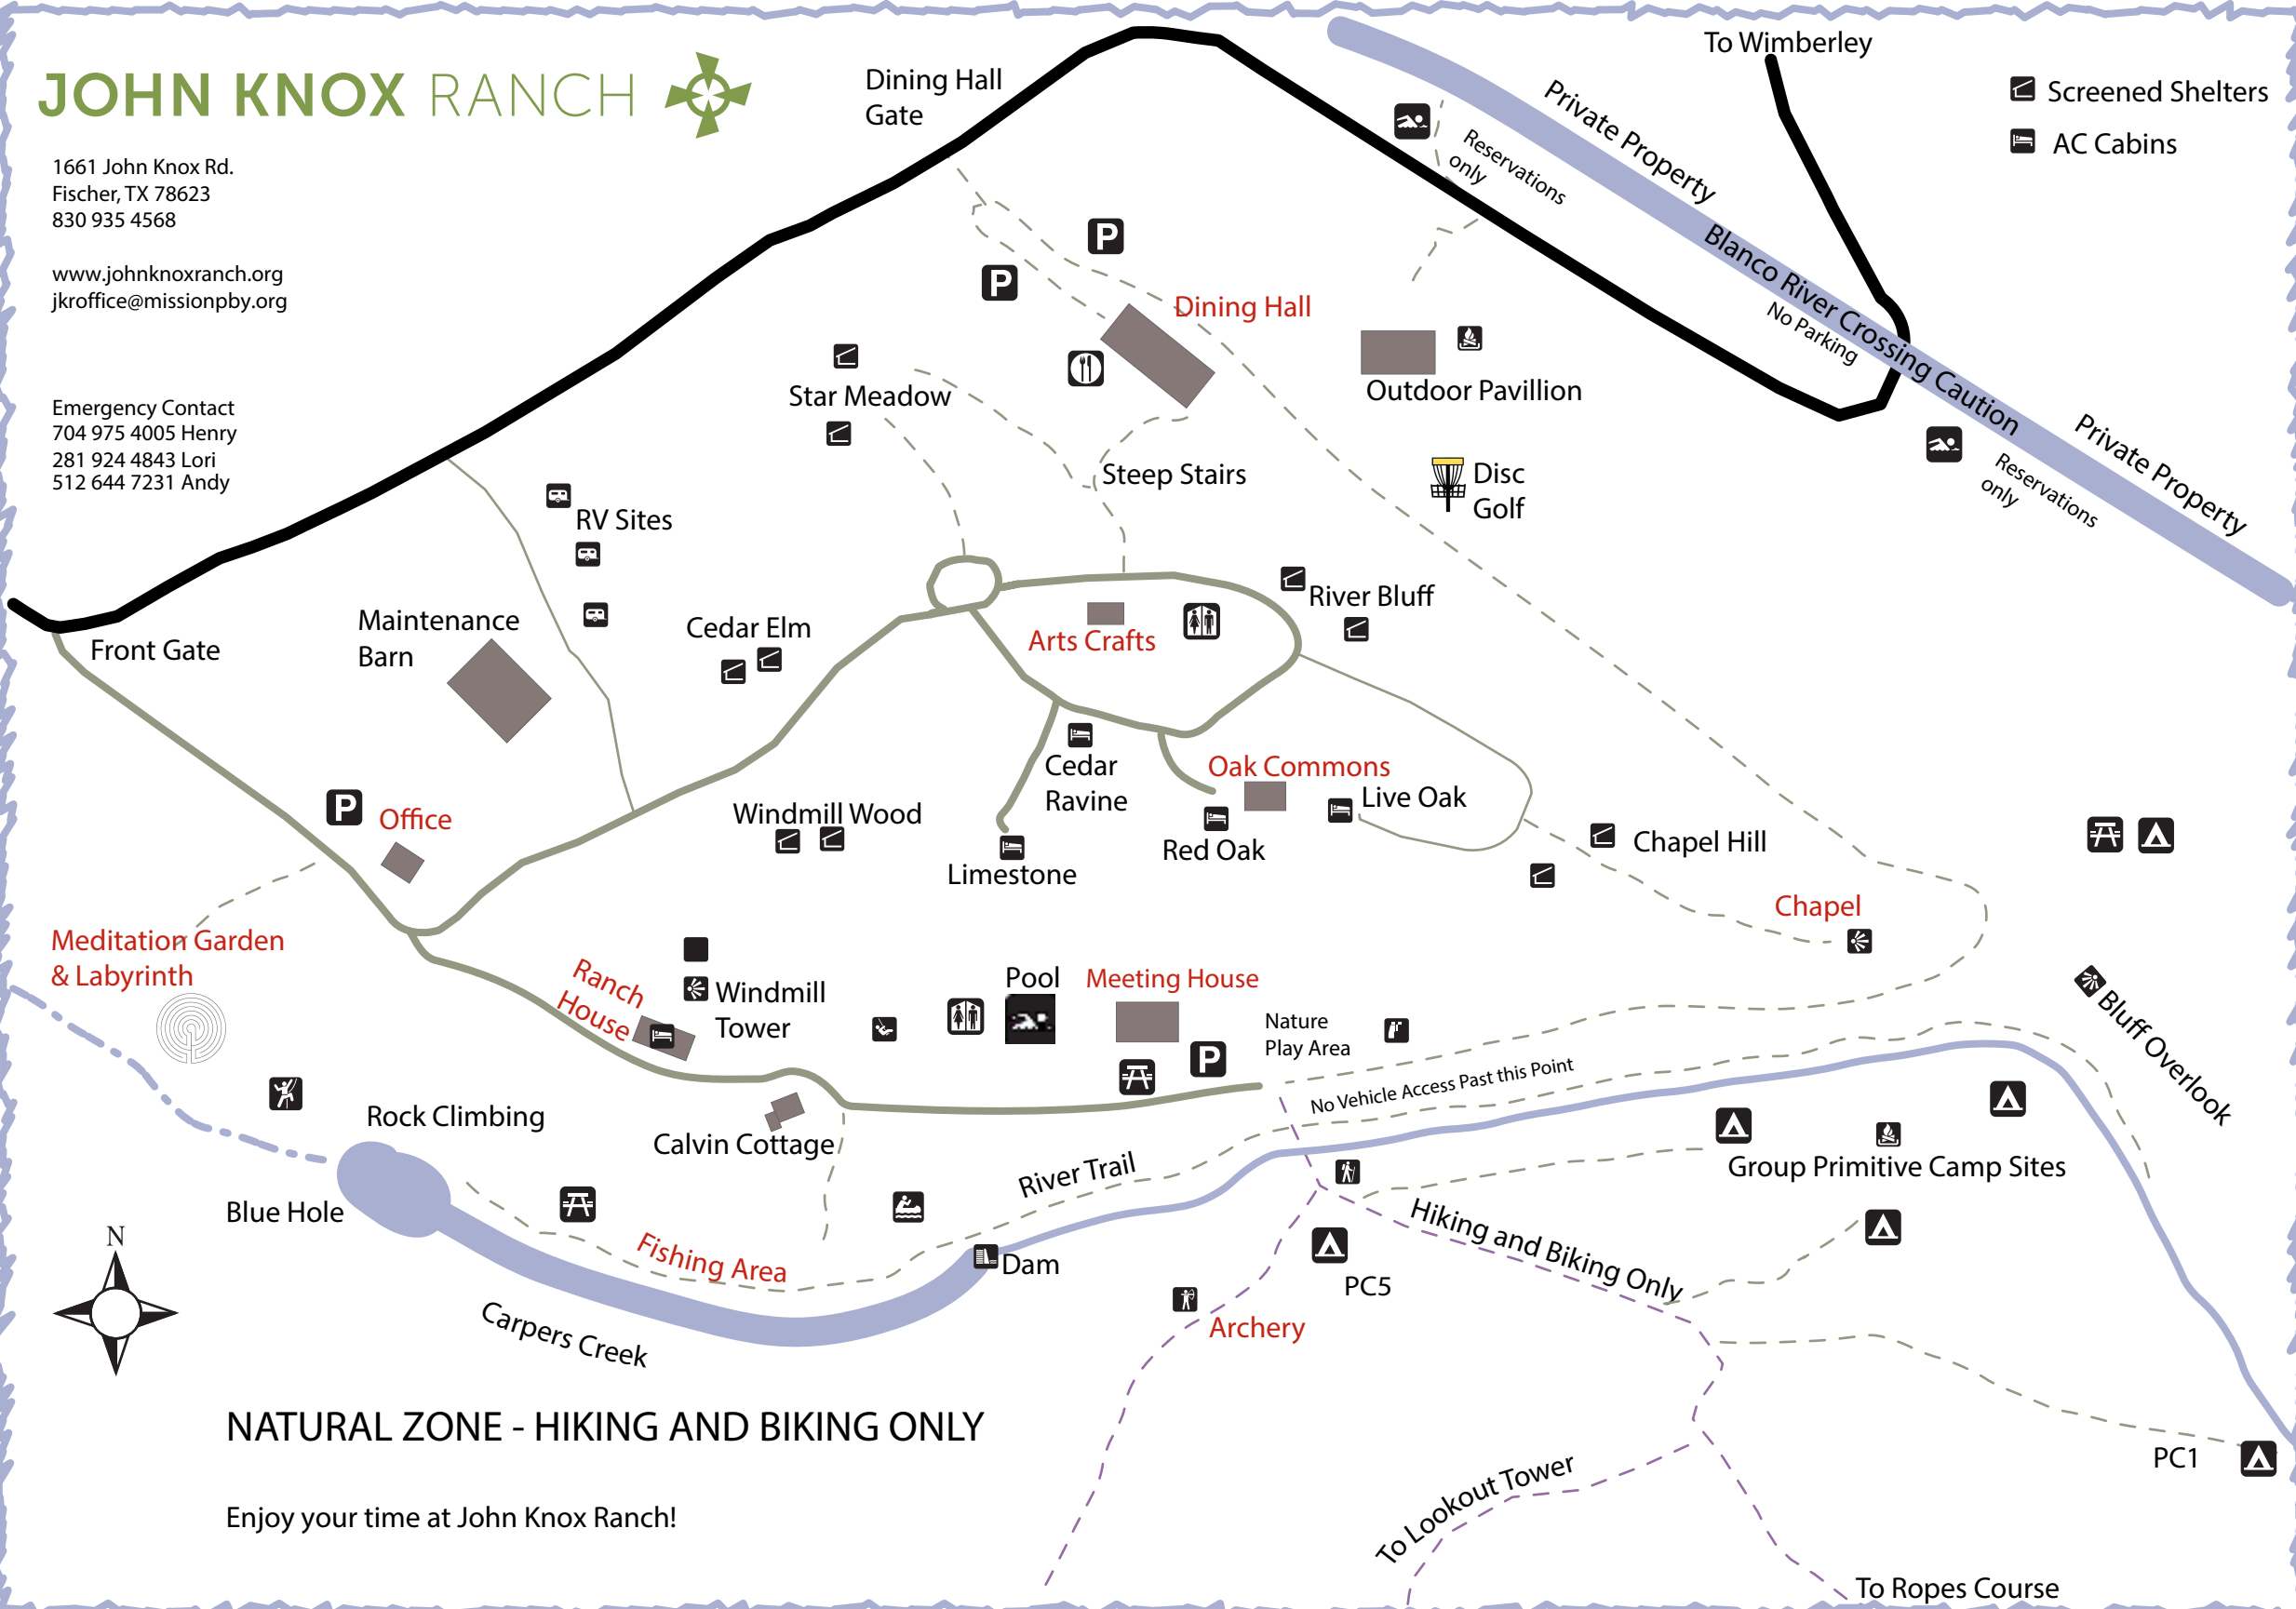 JOHN KNOX RANCH
1661 John Knox Rd.
Fischer, TX 78623
830 935 4568
www.johnknoxranch.org
jkroffice@missionpby.org
Emergency Contact
704 975 4005 Henry
281 924 4843 Lori
512 644 7231 Andy
Dining Hall
Gate
To Wimberley
Screened Shelters
AC Cabins
Private Property
Reservations
only
Blanco River Crossing Caution
No Parking
Private Property
Reservations
only
P
P
Dining Hall
Outdoor Pavillion
Star Meadow
Steep Stairs
Disc
Golf
RV Sites
River Bluff
Maintenance
Barn
Cedar Elm
Arts Crafts
Front Gate
Cedar
Ravine
Oak Commons
Live Oak
P
Office
Windmill Wood
Limestone
Red Oak
Chapel Hill
Chapel
Meditation Garden
& Labyrinth
Ranch
House
Windmill
Tower
Pool
Meeting House
P
Nature
Play Area
Bluff Overlook
No Vehicle Access Past this Point
Rock Climbing
Calvin Cottage
River Trail
Group Primitive Camp Sites
Blue Hole
Fishing Area
Dam
Hiking and Biking Only
PC5
N
Carpers Creek
Archery
NATURAL ZONE - HIKING AND BIKING ONLY
PC1
To Lookout Tower
Enjoy your time at John Knox Ranch!
To Ropes Course